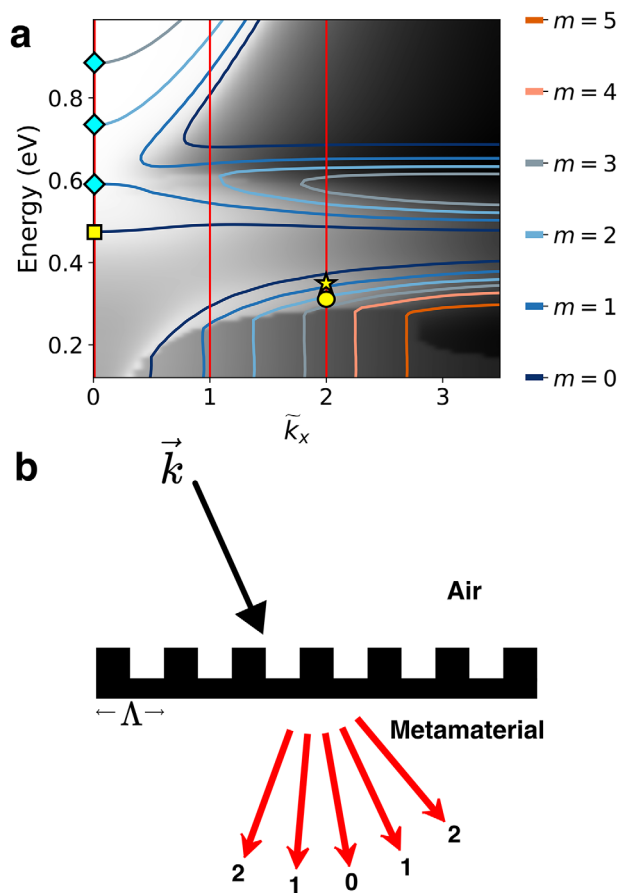 a
Energy (eV)
0.8
0.6
0.4
0.2
0
1
2
3
k̃ₓ
m = 5
m = 4
m = 3
m = 2
m = 1
m = 0
b
k⃗
Air
←Λ→
Metamaterial
2
1
0
1
2